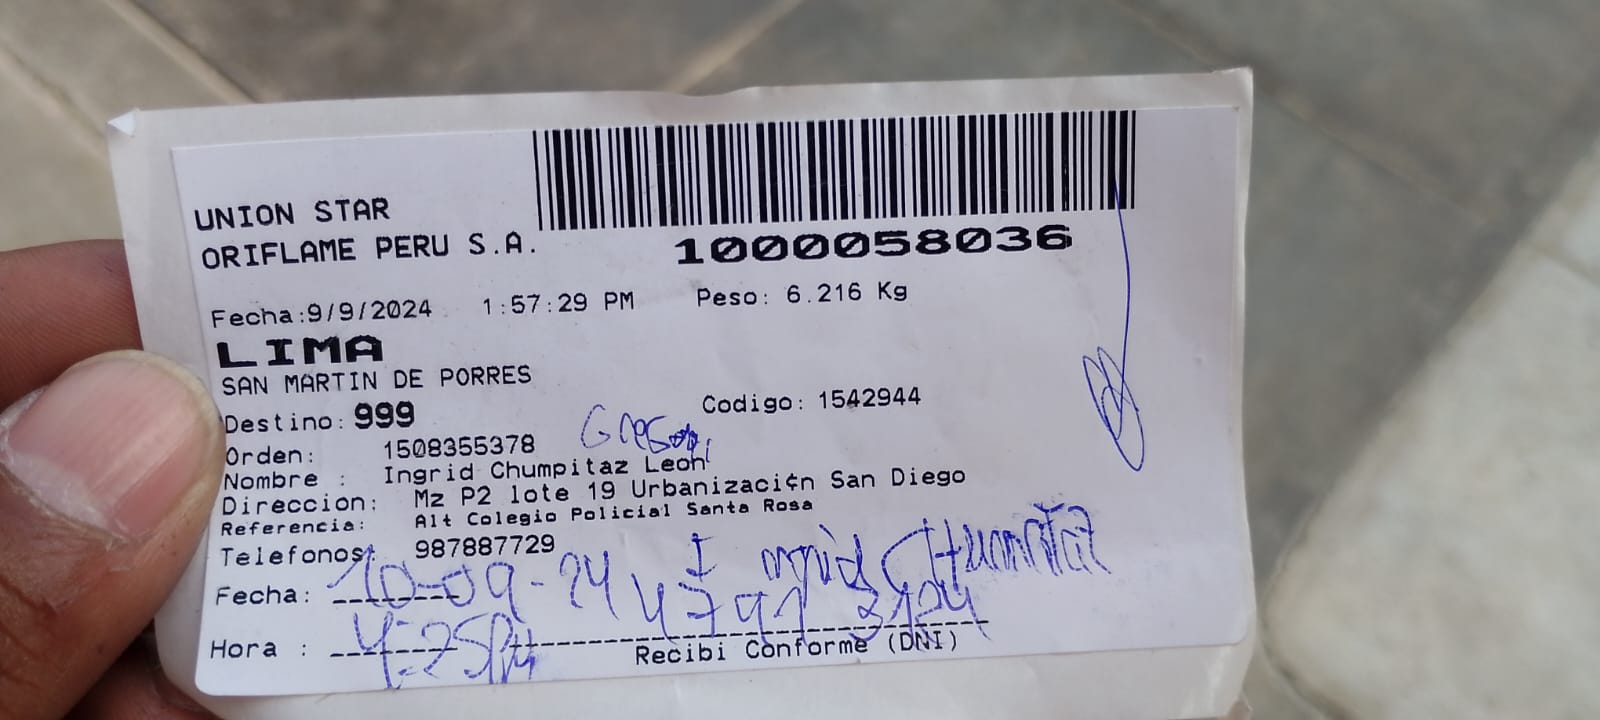 UNION STAR
ORIFLAME PERU S.A.
1000058036
Fecha:9/9/2024 1:57:29 PM Peso: 6.216 Kg
LIMA
SAN MARTIN DE PORRES
Destino: 999 Codigo: 1542944
Orden: 1508355378
Nombre : Ingrid Chumpitaz Leon
Direccion: Mz P2 lote 19 Urbanizaci¢n San Diego
Referencia: Alt Colegio Policial Santa Rosa
Telefonos: 987887729
Fecha: 10-09-24
Hora : 4:25PM
Recibi Conforme (DNI)